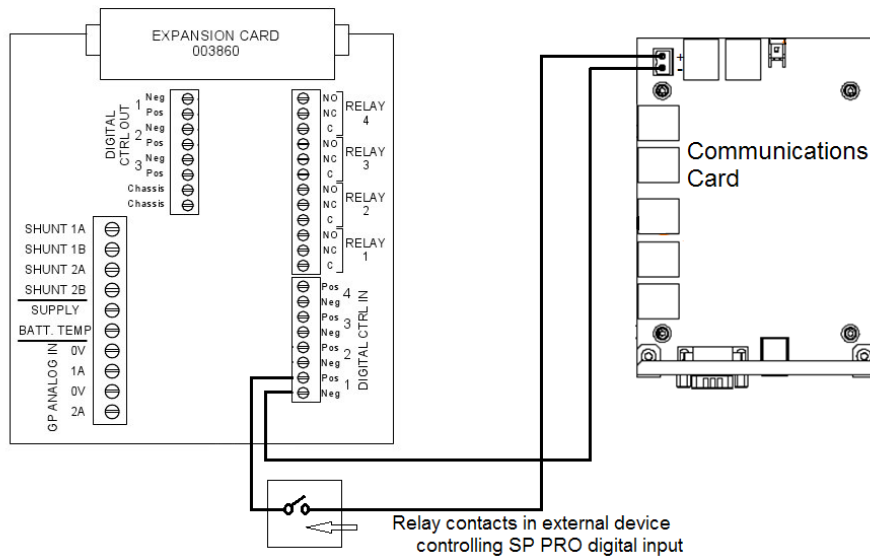 EXPANSION CARD
003860
DIGITAL
CTRL OUT
1 Neg
Pos
2 Neg
Pos
3 Neg
Pos
Chassis
Chassis
NO
NC
C
RELAY
4
NO
NC
C
RELAY
3
NO
NC
C
RELAY
2
NO
NC
C
RELAY
1
SHUNT 1A
SHUNT 1B
SHUNT 2A
SHUNT 2B
SUPPLY
BATT. TEMP
GP ANALOG IN
0V
1A
0V
2A
Pos
Neg
4
Pos
Neg
3
Pos
Neg
2
Pos
Neg
1
DIGITAL CTRL IN
+
-
Communications
Card
Relay contacts in external device
controlling SP PRO digital input